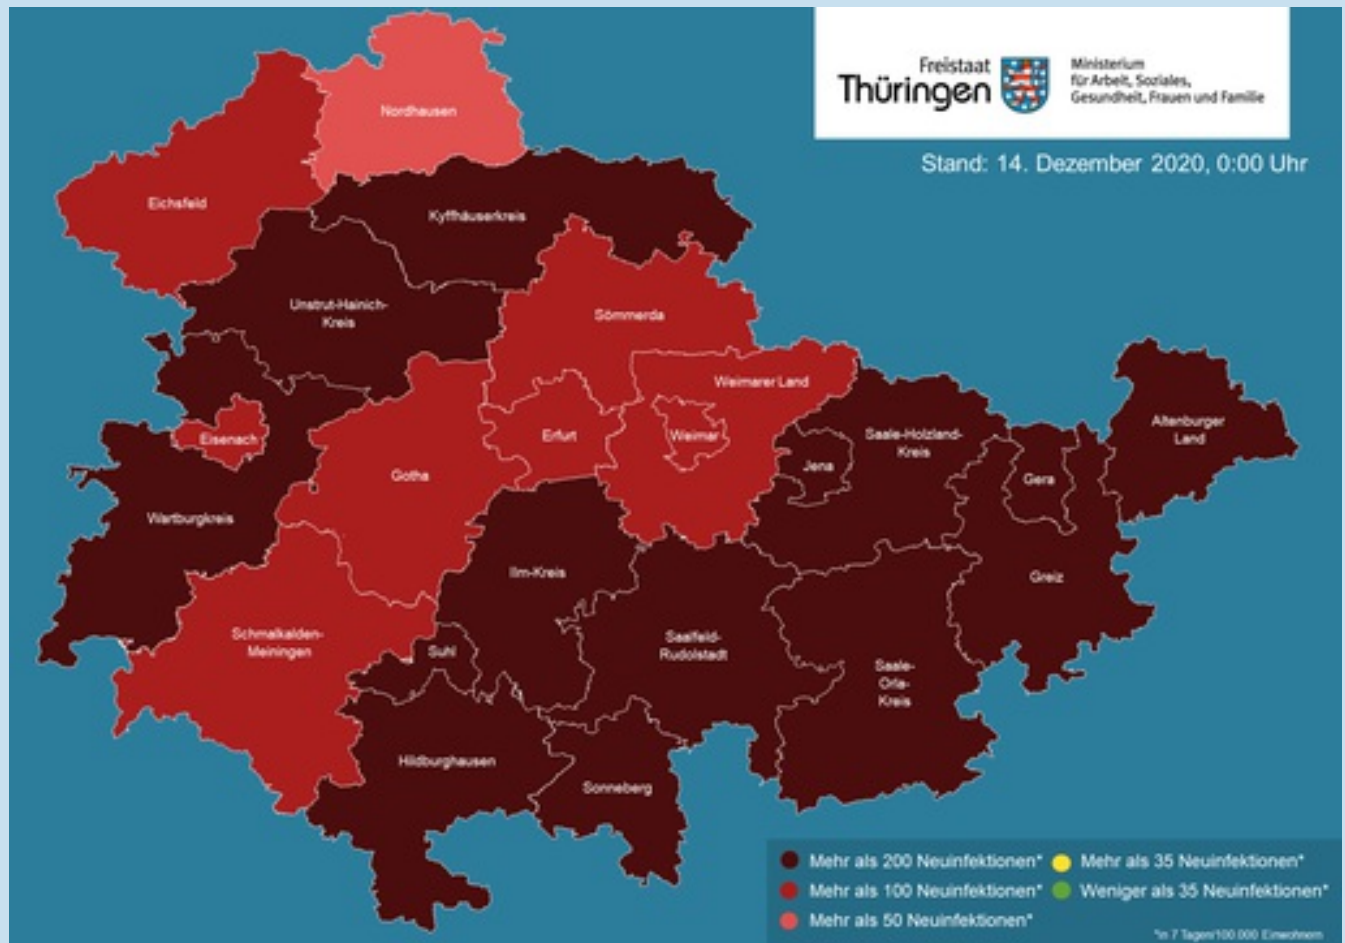 Freistaat
Thüringen
Ministerium
für Arbeit, Soziales,
Gesundheit, Frauen und Familie
Stand: 14. Dezember 2020, 0:00 Uhr
Nordhausen
Eichsfeld
Kyffhäuserkreis
Unstrut-Hainich-
Kreis
Sömmerda
Weimarer Land
Eisenach
Erfurt
Weimar
Gotha
Jena
Saale-Holzland-
Kreis
Gera
Altenburger
Land
Wartburgkreis
Ilm-Kreis
Greiz
Schmalkalden-
Meiningen
Suhl
Saalfeld-
Rudolstadt
Saale-
Orla-
Kreis
Hildburghausen
Sonneberg
Mehr als 200 Neuinfektionen*
Mehr als 100 Neuinfektionen*
Mehr als 50 Neuinfektionen*
Mehr als 35 Neuinfektionen*
Weniger als 35 Neuinfektionen*
*in 7 Tagen/100.000 Einwohnern